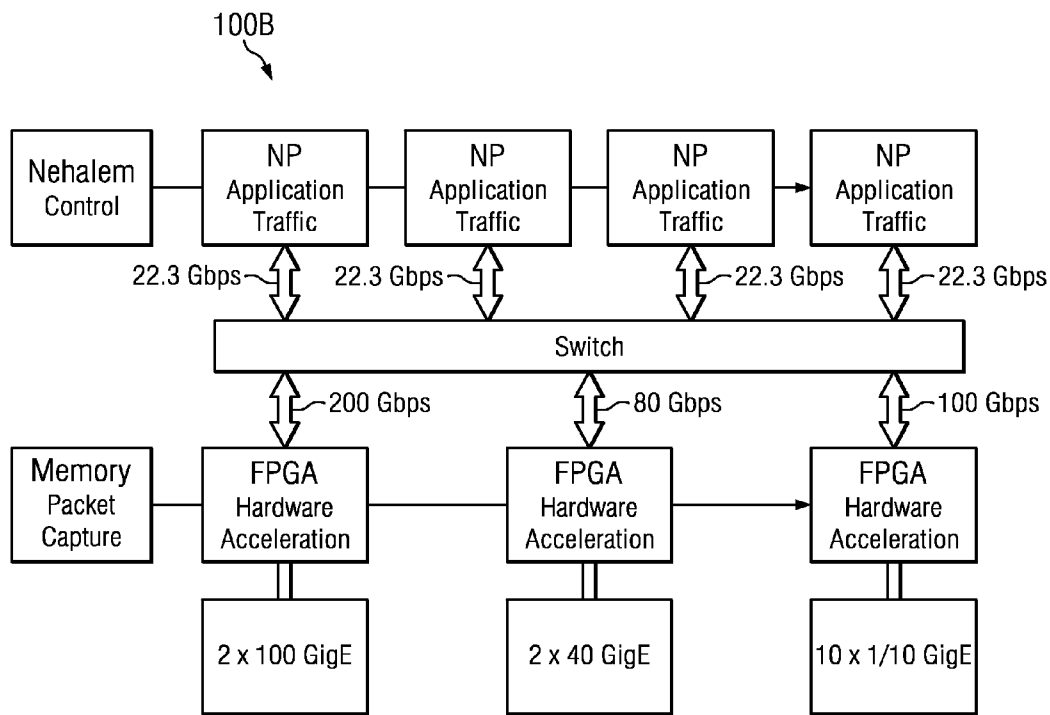 100B
Nehalem
Control
NP
Application
Traffic
NP
Application
Traffic
NP
Application
Traffic
NP
Application
Traffic
22.3 Gbps
22.3 Gbps
22.3 Gbps
22.3 Gbps
Switch
200 Gbps
80 Gbps
100 Gbps
Memory
Packet
Capture
FPGA
Hardware
Acceleration
FPGA
Hardware
Acceleration
FPGA
Hardware
Acceleration
2 x 100 GigE
2 x 40 GigE
10 x 1/10 GigE